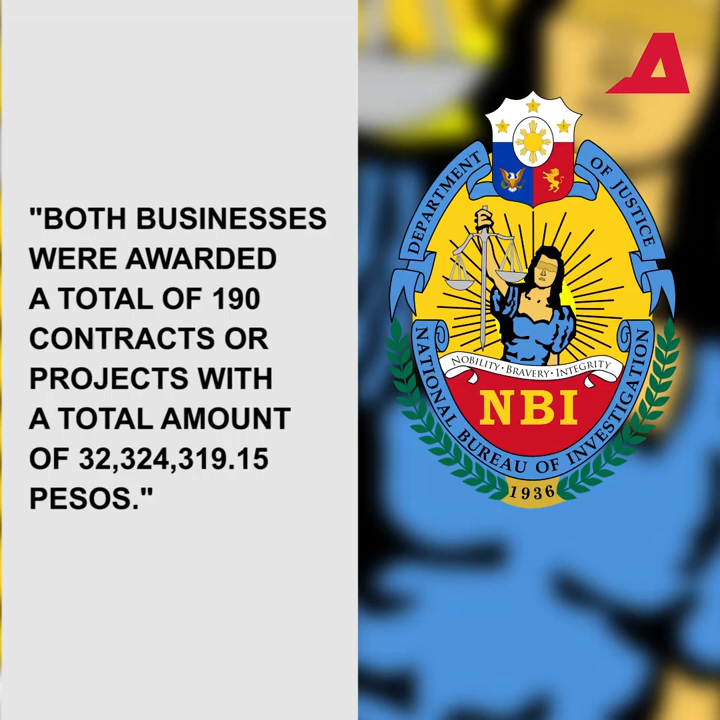 "BOTH BUSINESSES
WERE AWARDED
A TOTAL OF 190
CONTRACTS OR
PROJECTS WITH
A TOTAL AMOUNT
OF 32,324,319.15
PESOS."
DEPARTMENT OF JUSTICE
NOBILITY • BRAVERY • INTEGRITY
NBI
NATIONAL BUREAU OF INVESTIGATION
1936